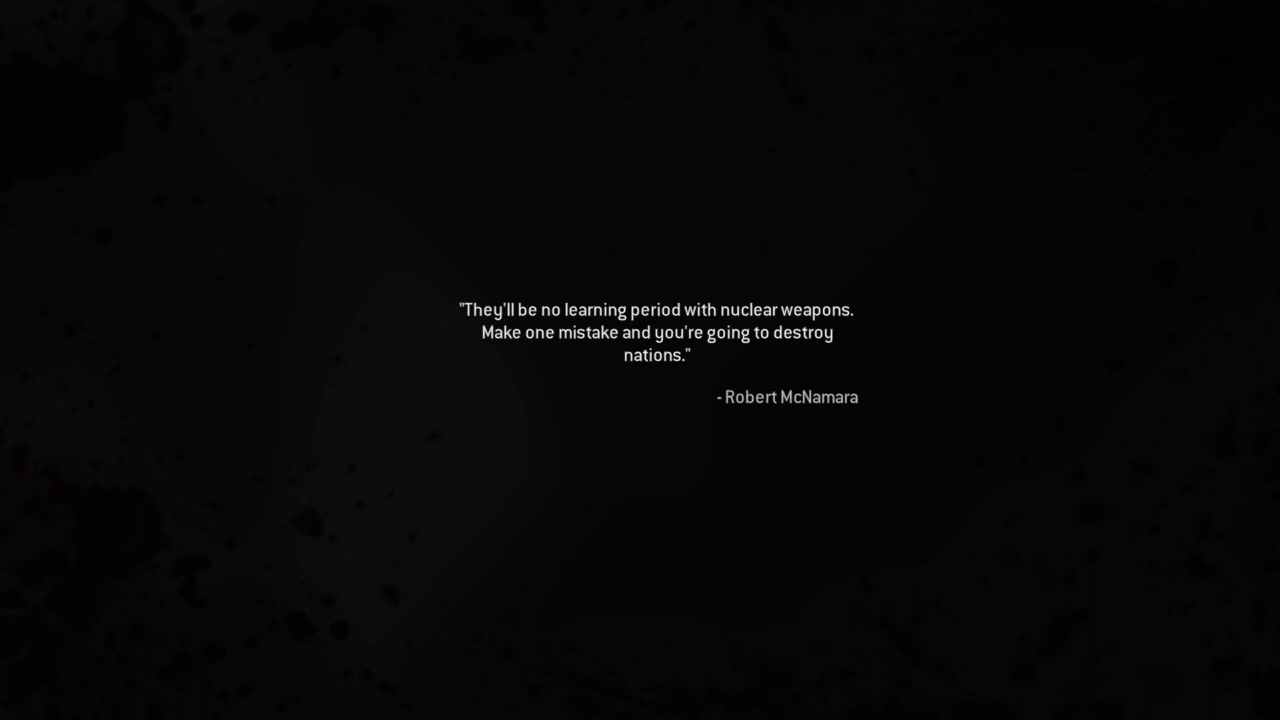 "They'll be no learning period with nuclear weapons.
Make one mistake and you're going to destroy
nations."
- Robert McNamara